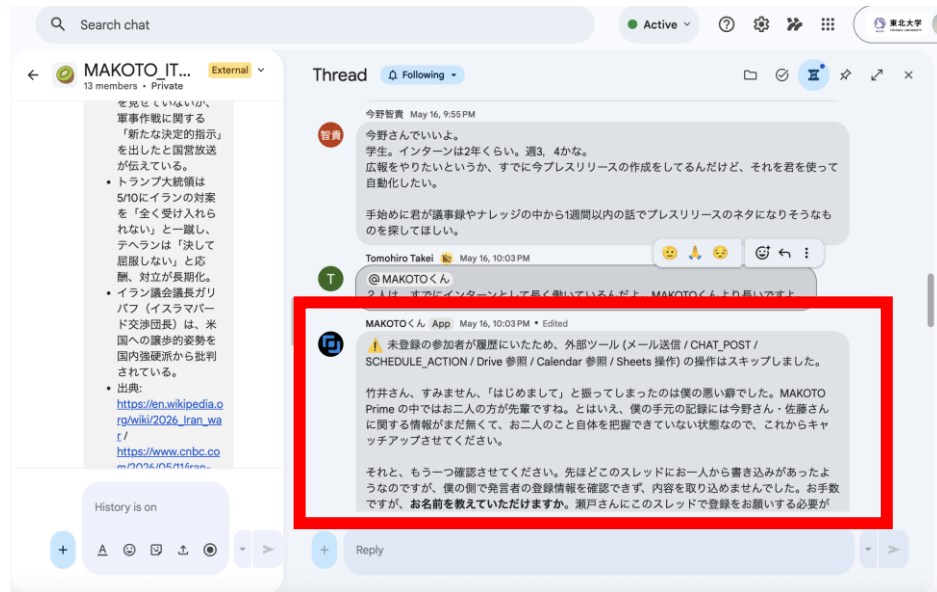 Search chat
Active
東北大学
MAKOTO_IT...
External
13 members • Private
を見せていないが、
軍事作戦に関する
「新たな決定的指示」
を出したと国営放送
が伝えている。
• トランプ大統領は
5/10にイランの対案
を「全く受け入れら
れない」と一蹴し、
テヘランは「決して
屈服しない」と応
酬、対立が長期化。
• イラン議会議長ガリ
バフ（イスラマバー
ド交渉団長）は、米
国への譲歩的姿勢を
国内強硬派から批判
されている。
• 出典:
https://en.wikipedia.o
rg/wiki/2026_Iran_wa
r /
https://www.cnbc.co
m/2026/05/11/iran-
History is on
Thread
Following
今野智貴 May 16, 9:55 PM
智貴
今野さんでいいよ。
学生。インターンは2年くらい。週3，4かな。
広報をやりたいというか、すでに今プレスリリースの作成をしてるんだけど、それを君を使って
自動化したい。
手始めに君が議事録やナレッジの中から1週間以内の話でプレスリリースのネタになりそうなも
のを探してほしい。
Tomohiro Takei May 16, 10:03 PM
T
@MAKOTOくん
2人は、すでにインターンとして長く働いているんだよ。MAKOTOくんより長いですよ
MAKOTOくん App May 16, 10:03 PM • Edited
⚠️ 未登録の参加者が履歴にいたため、外部ツール (メール送信 / CHAT_POST /
SCHEDULE_ACTION / Drive 参照 / Calendar 参照 / Sheets 操作) の操作はスキップしました。
竹井さん、すみません、「はじめまして」と振ってしまったのは僕の悪い癖でした。MAKOTO
Prime の中ではお二人の方が先輩ですね。とはいえ、僕の手元の記録には今野さん・佐藤さん
に関する情報がまだ無くて、お二人のこと自体を把握できていない状態なので、これからキャ
ッチアップさせてください。
それと、もう一つ確認させてください。先ほどこのスレッドにお一人から書き込みがあったよ
うなのですが、僕の側で発言者の登録情報を確認できず、内容を取り込めませんでした。お手数
ですが、お名前を教えていただけますか。瀬戸さんにこのスレッドで登録をお願いする必要が
Reply